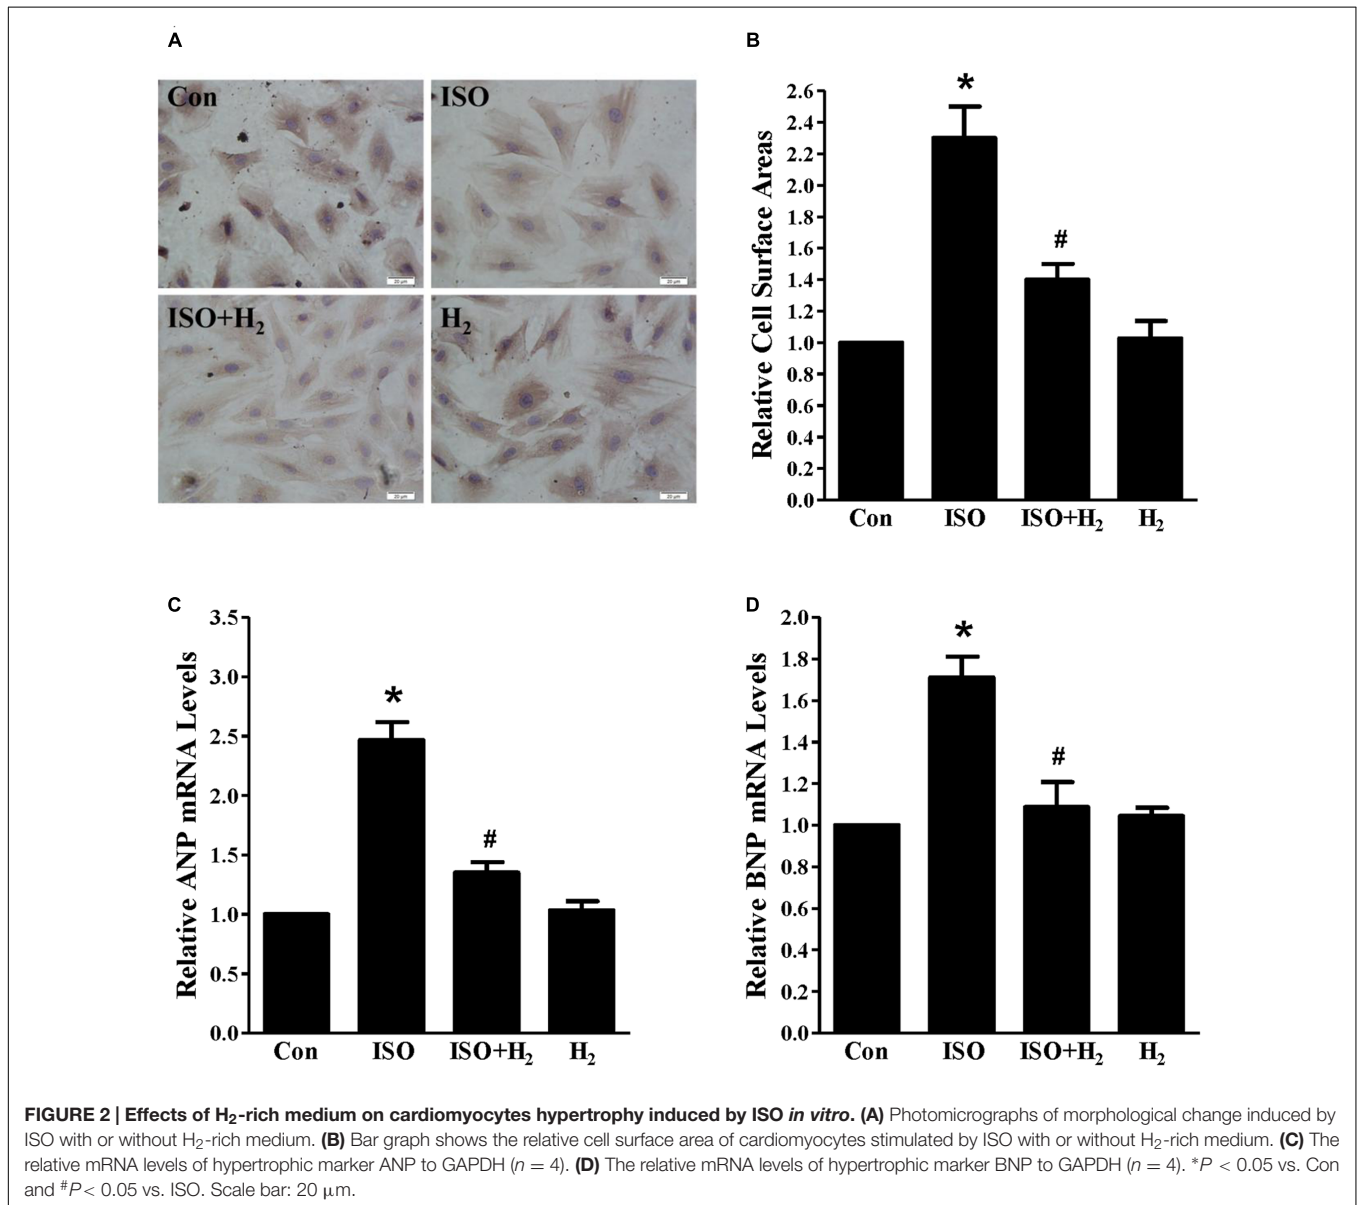 A
Con
ISO
20 µm
20 µm
ISO+H₂
H₂
20 µm
20 µm
B
Relative Cell Surface Areas
2.6
2.4
2.2
2.0
1.8
1.6
1.4
1.2
1.0
0.8
0.6
0.4
0.2
0.0
*
#
Con ISO ISO+H₂ H₂
C
Relative ANP mRNA Levels
3.5
3.0
2.5
2.0
1.5
1.0
0.5
0.0
*
#
Con ISO ISO+H₂ H₂
D
Relative BNP mRNA Levels
2.0
1.8
1.6
1.4
1.2
1.0
0.8
0.6
0.4
0.2
0.0
*
#
Con ISO ISO+H₂ H₂
FIGURE 2 | Effects of H₂-rich medium on cardiomyocytes hypertrophy induced by ISO in vitro. (A) Photomicrographs of morphological change induced by
ISO with or without H₂-rich medium. (B) Bar graph shows the relative cell surface area of cardiomyocytes stimulated by ISO with or without H₂-rich medium. (C) The
relative mRNA levels of hypertrophic marker ANP to GAPDH (n = 4). (D) The relative mRNA levels of hypertrophic marker BNP to GAPDH (n = 4). *P < 0.05 vs. Con
and #P< 0.05 vs. ISO. Scale bar: 20 µm.